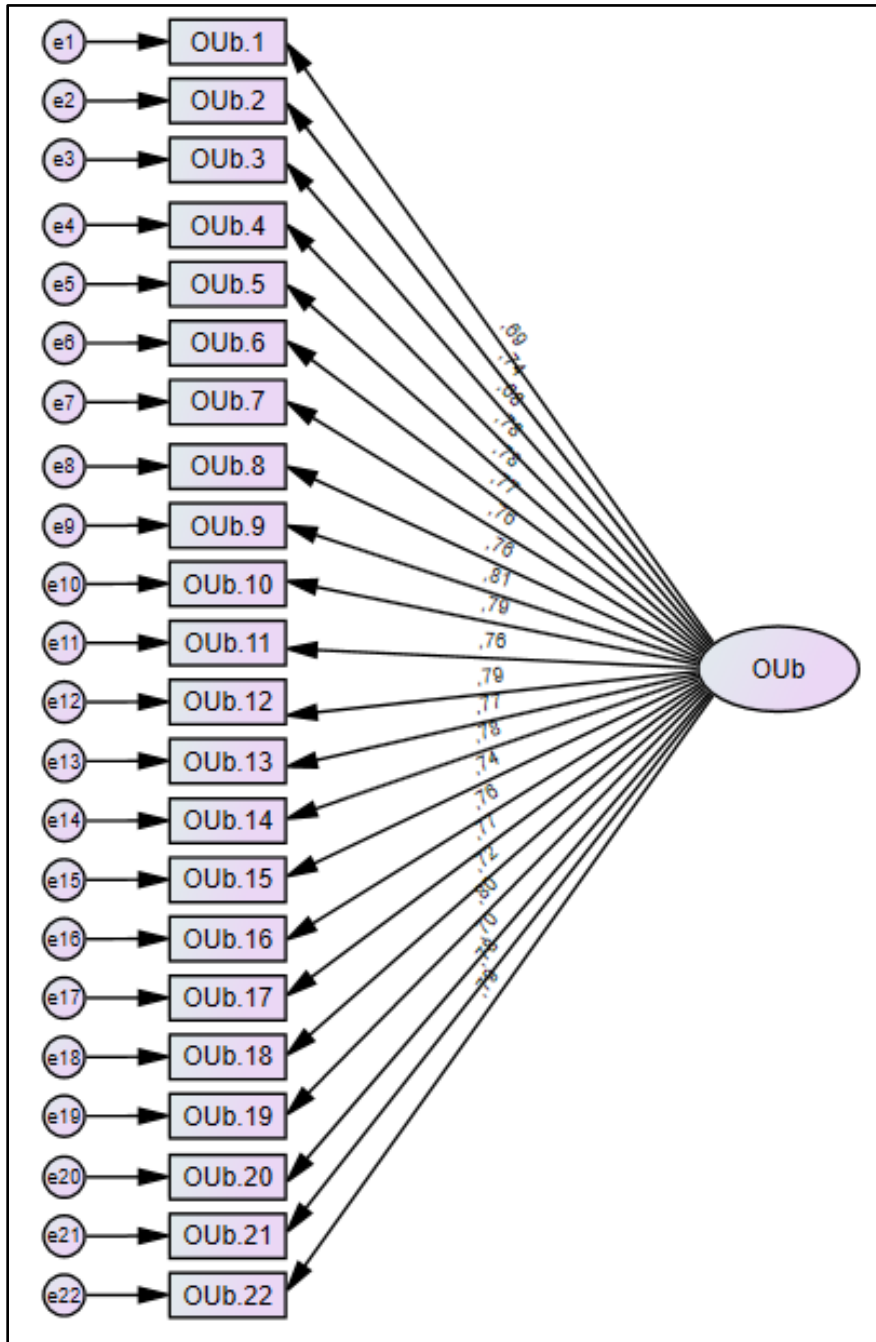 e1 OUb.1
e2 OUb.2
e3 OUb.3
e4 OUb.4
e5 OUb.5
e6 OUb.6
e7 OUb.7
e8 OUb.8
e9 OUb.9
e10 OUb.10
e11 OUb.11
e12 OUb.12
e13 OUb.13
e14 OUb.14
e15 OUb.15
e16 OUb.16
e17 OUb.17
e18 OUb.18
e19 OUb.19
e20 OUb.20
e21 OUb.21
e22 OUb.22
,69
,74
,68
,78
,77
,76
,76
,81
,79
,76
,79
,77
,78
,74
,76
,77
,72
,80
,70
OUb